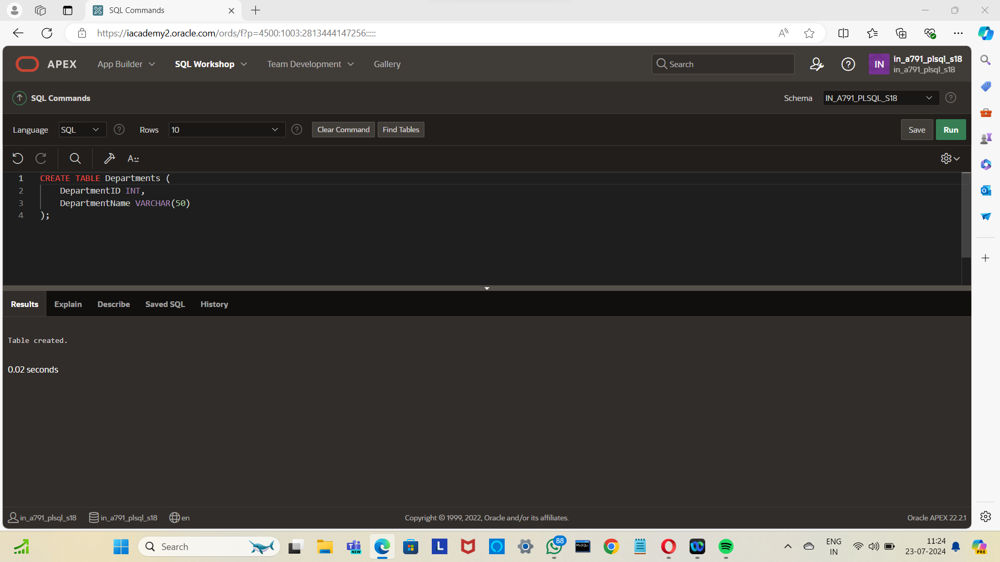 SQL Commands
https://iacademy2.oracle.com/ords/f?p=4500:1003:2813444147256:::::
APEX App Builder SQL Workshop Team Development Gallery Search IN in_a791_plsql_s18
in_a791_plsql_s18
SQL Commands Schema IN_A791_PLSQL_S18
Language SQL Rows 10 Clear Command Find Tables Save Run
A::
1 CREATE TABLE Departments (
2 DepartmentID INT,
3 DepartmentName VARCHAR(50)
4 );
Results Explain Describe Saved SQL History
Table created.
0.02 seconds
in_a791_plsql_s18 in_a791_plsql_s18 en Copyright © 1999, 2022, Oracle and/or its affiliates. Oracle APEX 22.2.1
Search NEW L 88 MySQL ENG 11:24
IN 23-07-2024 PRE